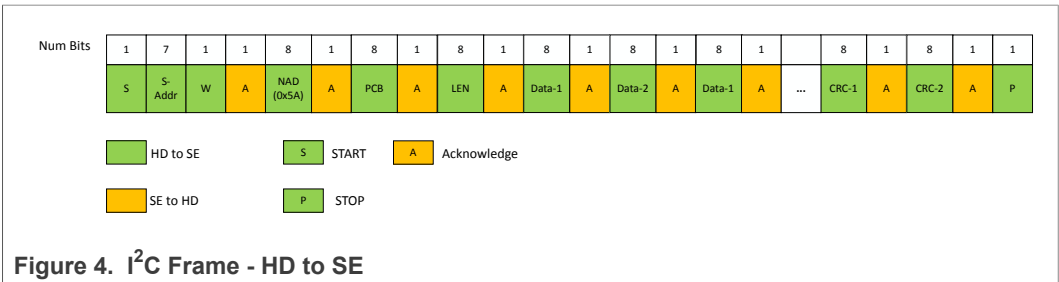 Num Bits 1 7 1 1 8 1 8 1 8 1 8 1 8 1 8 1 8 1 8 1 1
S S-Addr W A NAD (0x5A) A PCB A LEN A Data-1 A Data-2 A Data-1 A ... CRC-1 A CRC-2 A P
HD to SE S START A Acknowledge
SE to HD P STOP
Figure 4. I²C Frame - HD to SE